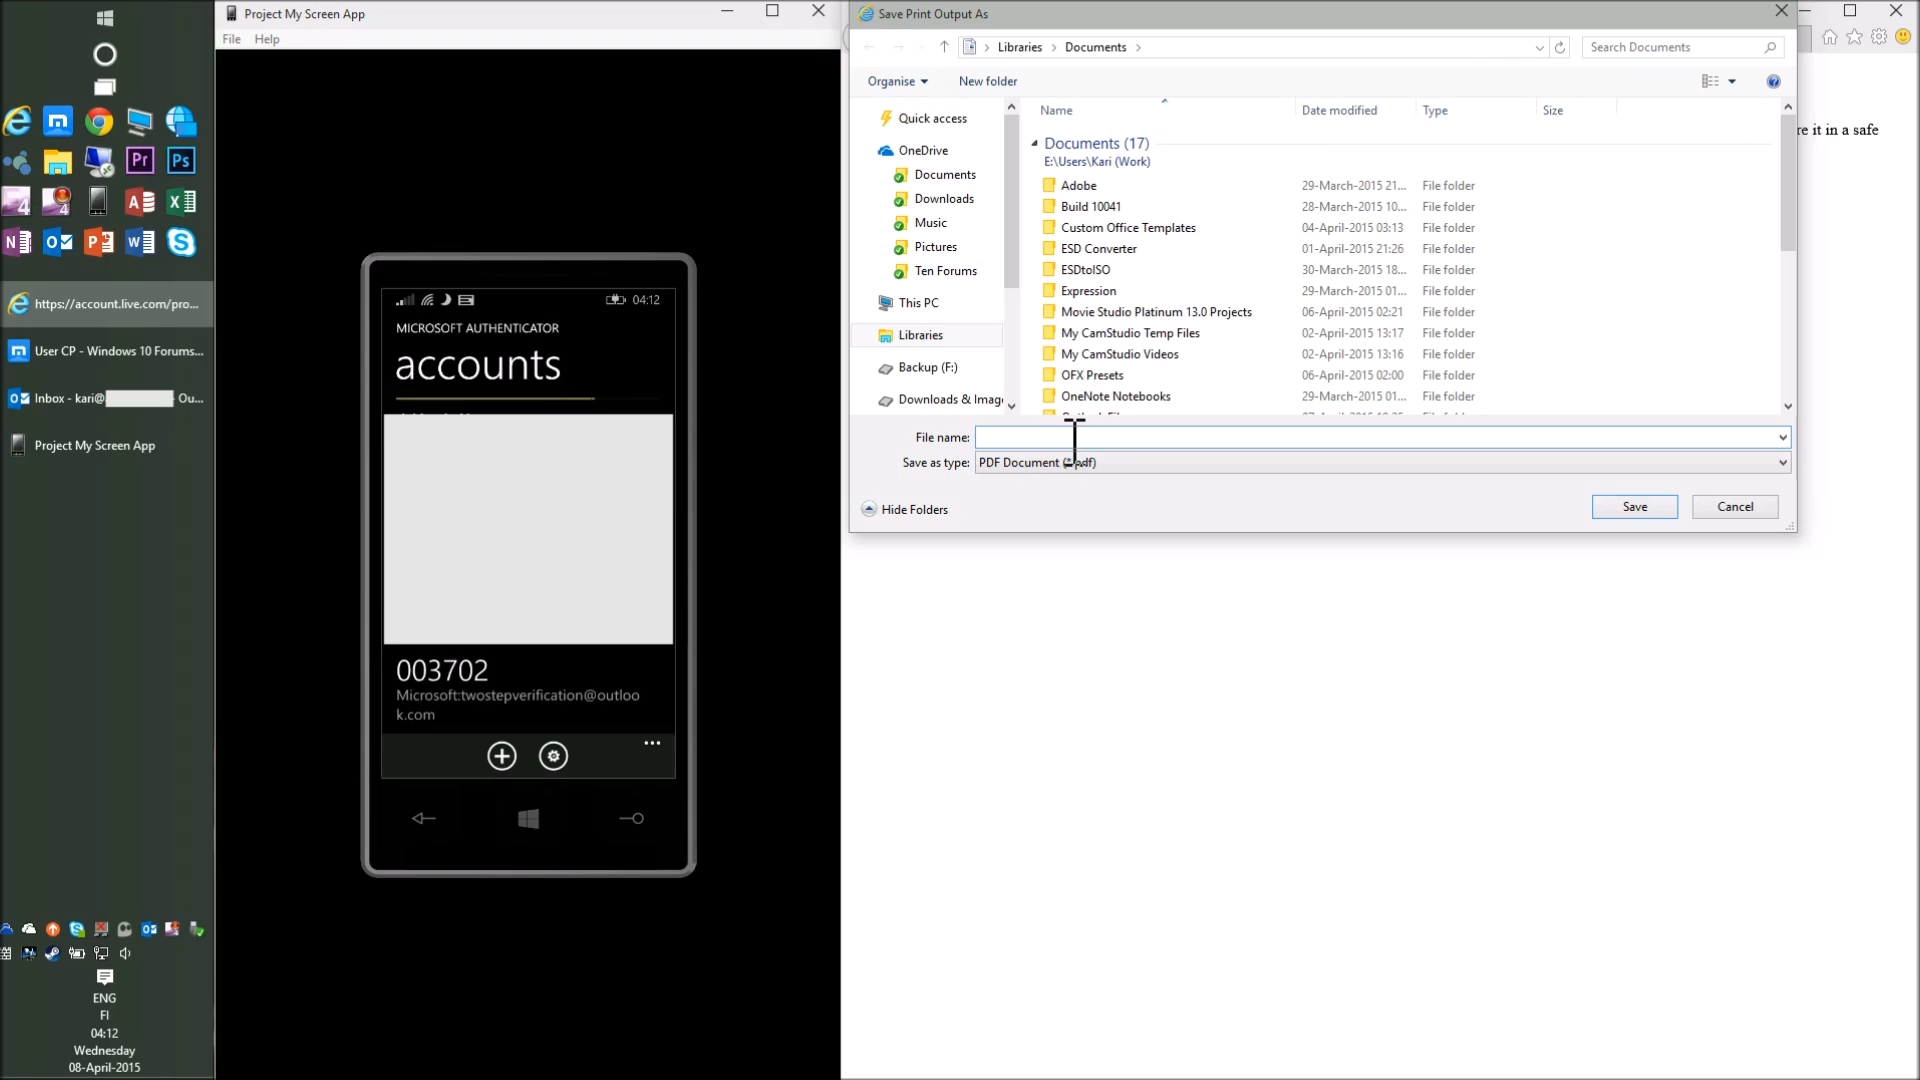 https://account.live.com/pro...
User CP - Windows 10 Forums...
Inbox - kari@ Ou...
Project My Screen App
ENG
FI
04:12
Wednesday
08-April-2015
Project My Screen App
File Help
04:12
MICROSOFT AUTHENTICATOR
accounts
003702
Microsoft:twostepverification@outloo
k.com
Save Print Output As
Libraries Documents
Search Documents
Organise New folder
Quick access
OneDrive
Documents
Downloads
Music
Pictures
Ten Forums
This PC
Libraries
Backup (F:)
Downloads & Imag
Name Date modified Type Size
Documents (17)
E:\Users\Kari (Work)
Adobe 29-March-2015 21... File folder
Build 10041 28-March-2015 10... File folder
Custom Office Templates 04-April-2015 03:13 File folder
ESD Converter 01-April-2015 21:26 File folder
ESDtoISO 30-March-2015 18... File folder
Expression 29-March-2015 01... File folder
Movie Studio Platinum 13.0 Projects 06-April-2015 02:21 File folder
My CamStudio Temp Files 02-April-2015 13:17 File folder
My CamStudio Videos 02-April-2015 13:16 File folder
OFX Presets 06-April-2015 02:00 File folder
OneNote Notebooks 29-March-2015 01... File folder
File name:
Save as type: PDF Document (*.pdf)
Hide Folders
Save Cancel
re it in a safe